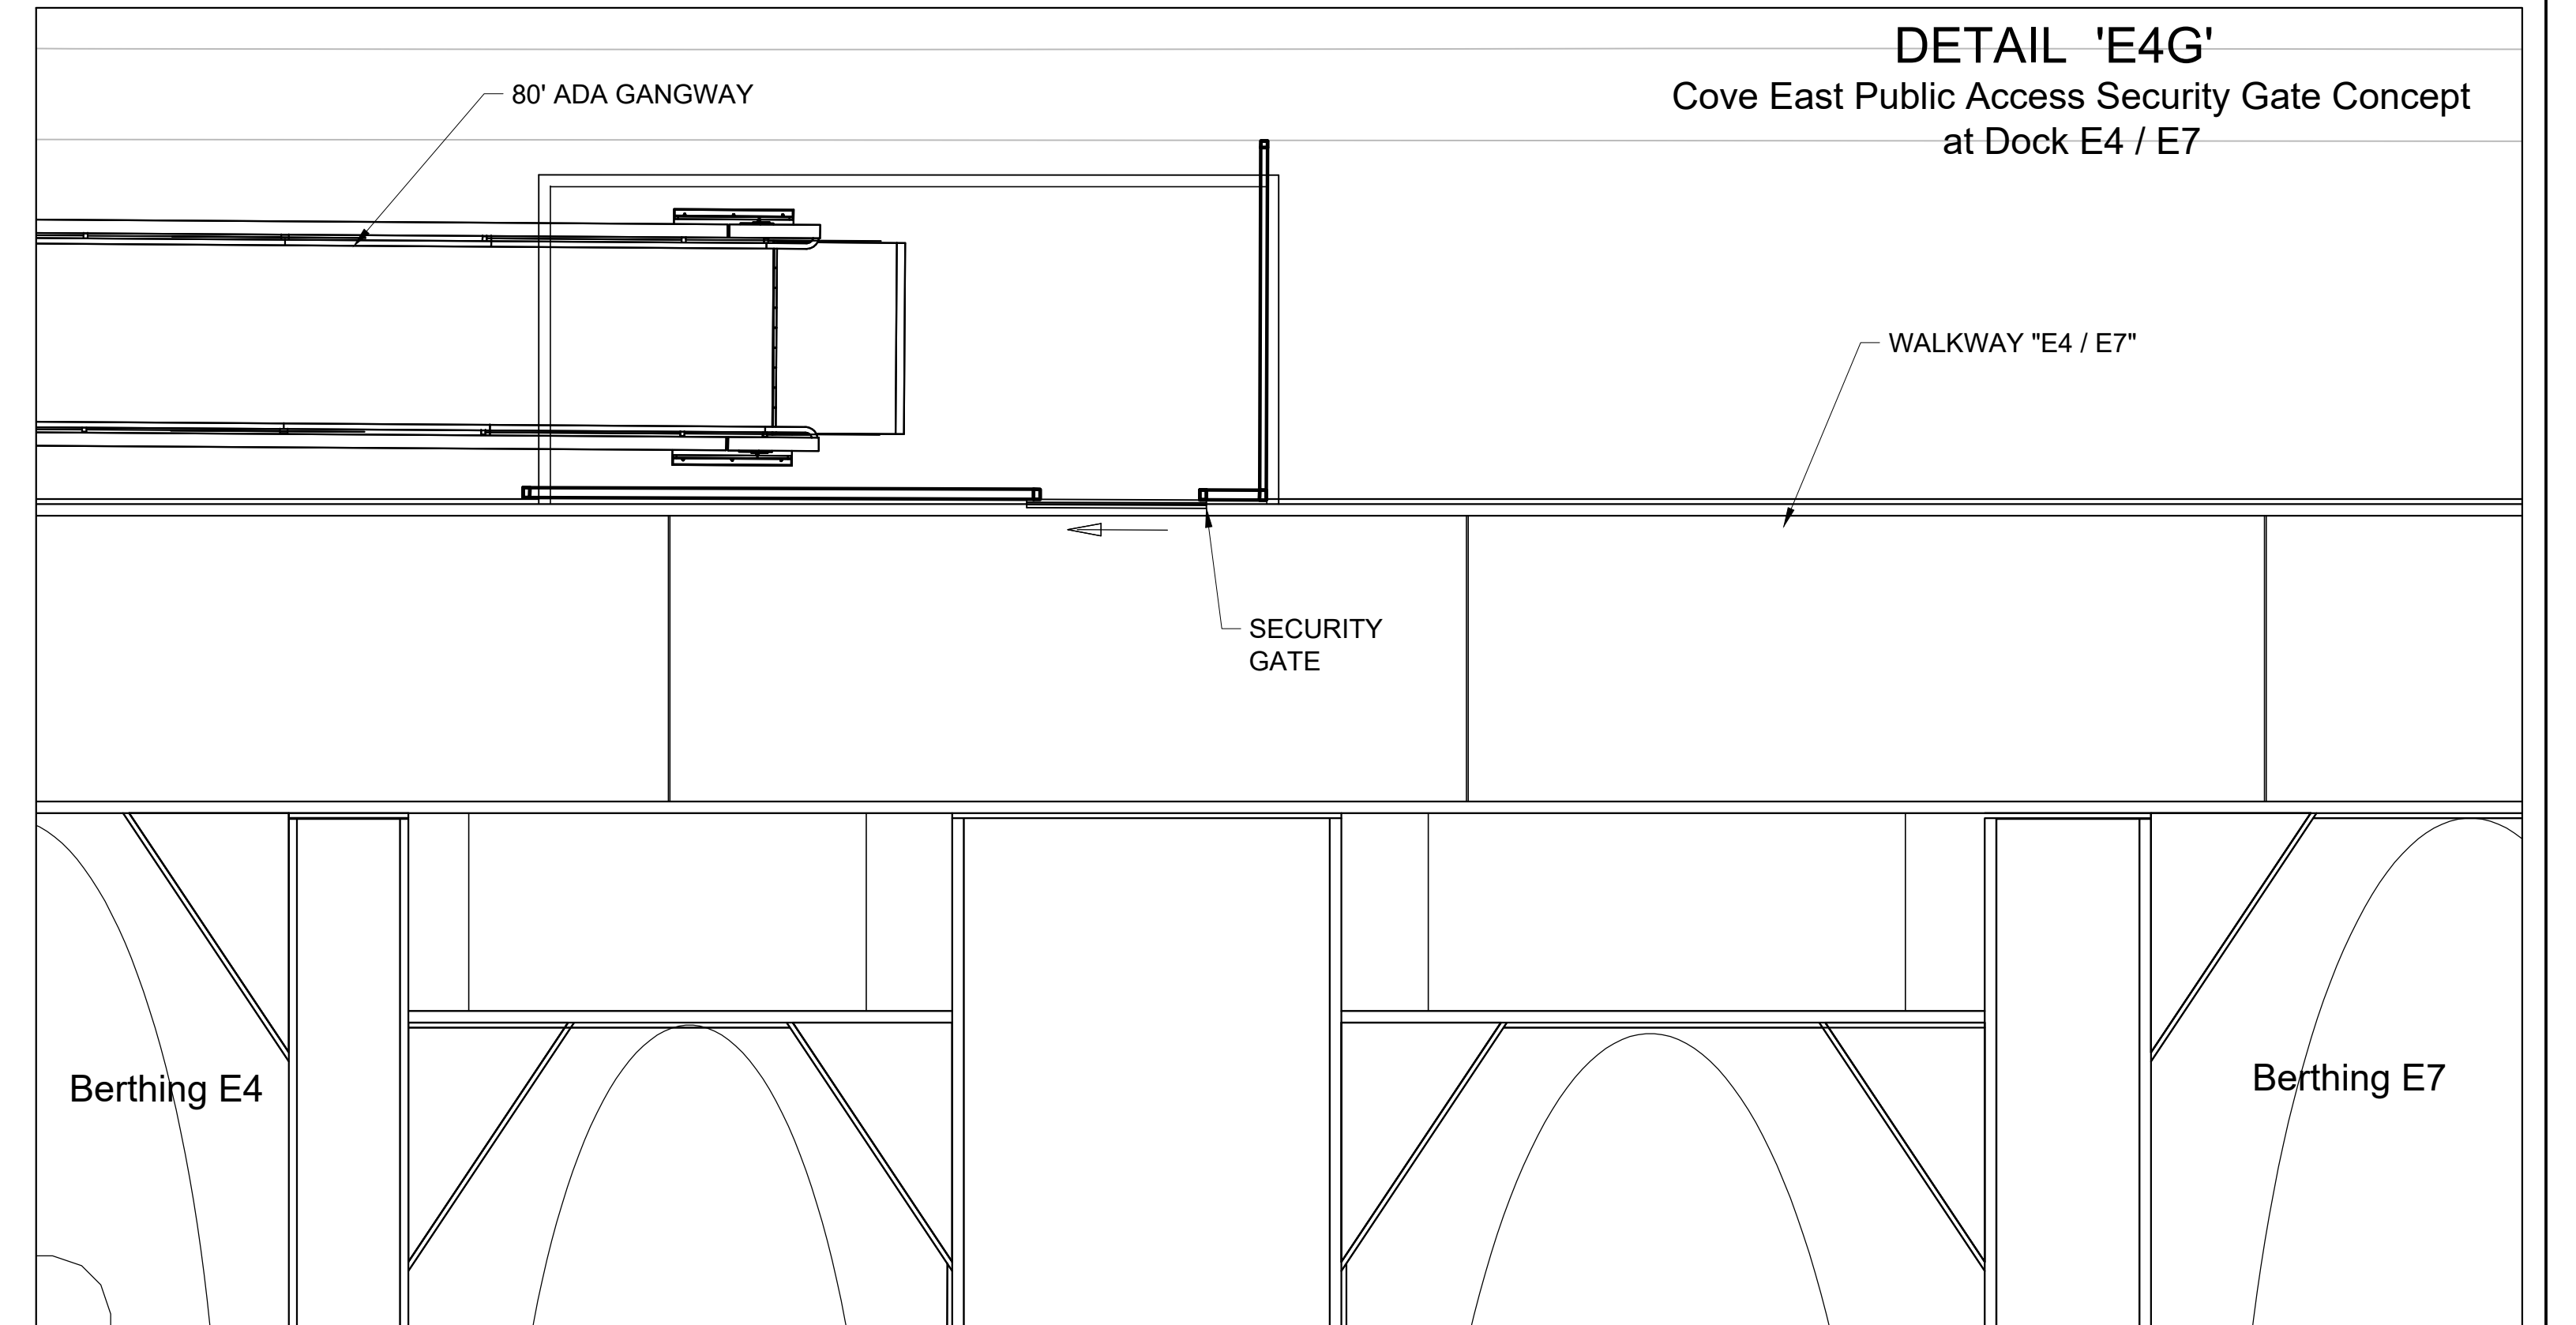 DETAIL 'E4G'
Cove East Public Access Security Gate Concept
at Dock E4 / E7
80' ADA GANGWAY
WALKWAY "E4 / E7"
SECURITY
GATE
Berthing E4
Berthing E7